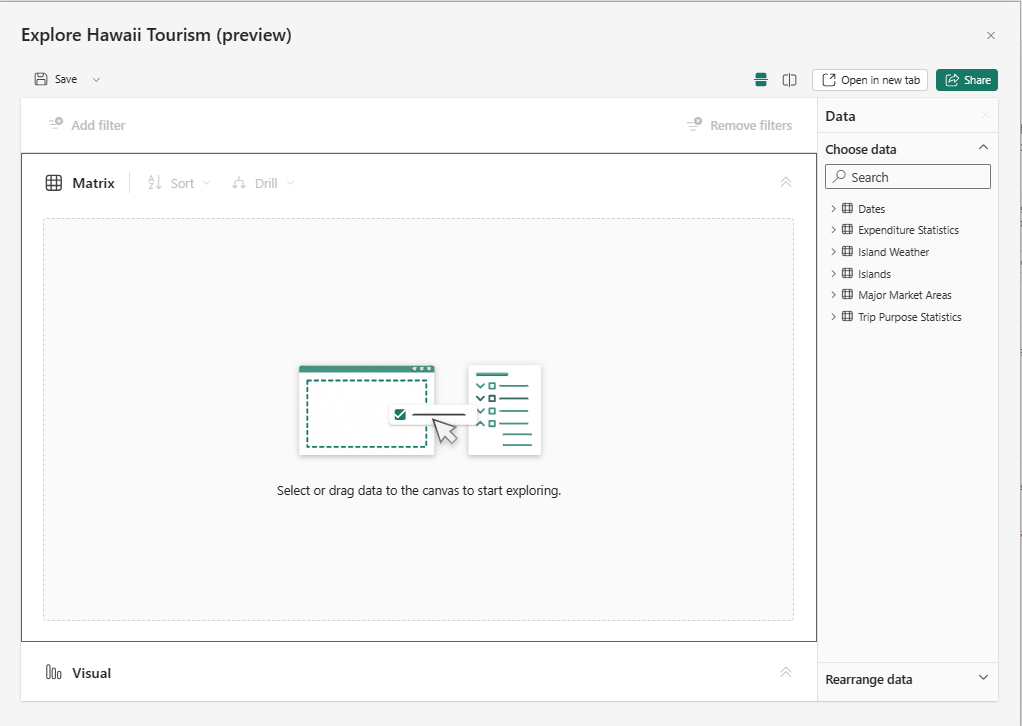 Explore Hawaii Tourism (preview)
Save
Open in new tab
Share
Add filter
Remove filters
Data
Choose data
Search
Dates
Expenditure Statistics
Island Weather
Islands
Major Market Areas
Trip Purpose Statistics
Matrix
Sort
Drill
Select or drag data to the canvas to start exploring.
Visual
Rearrange data